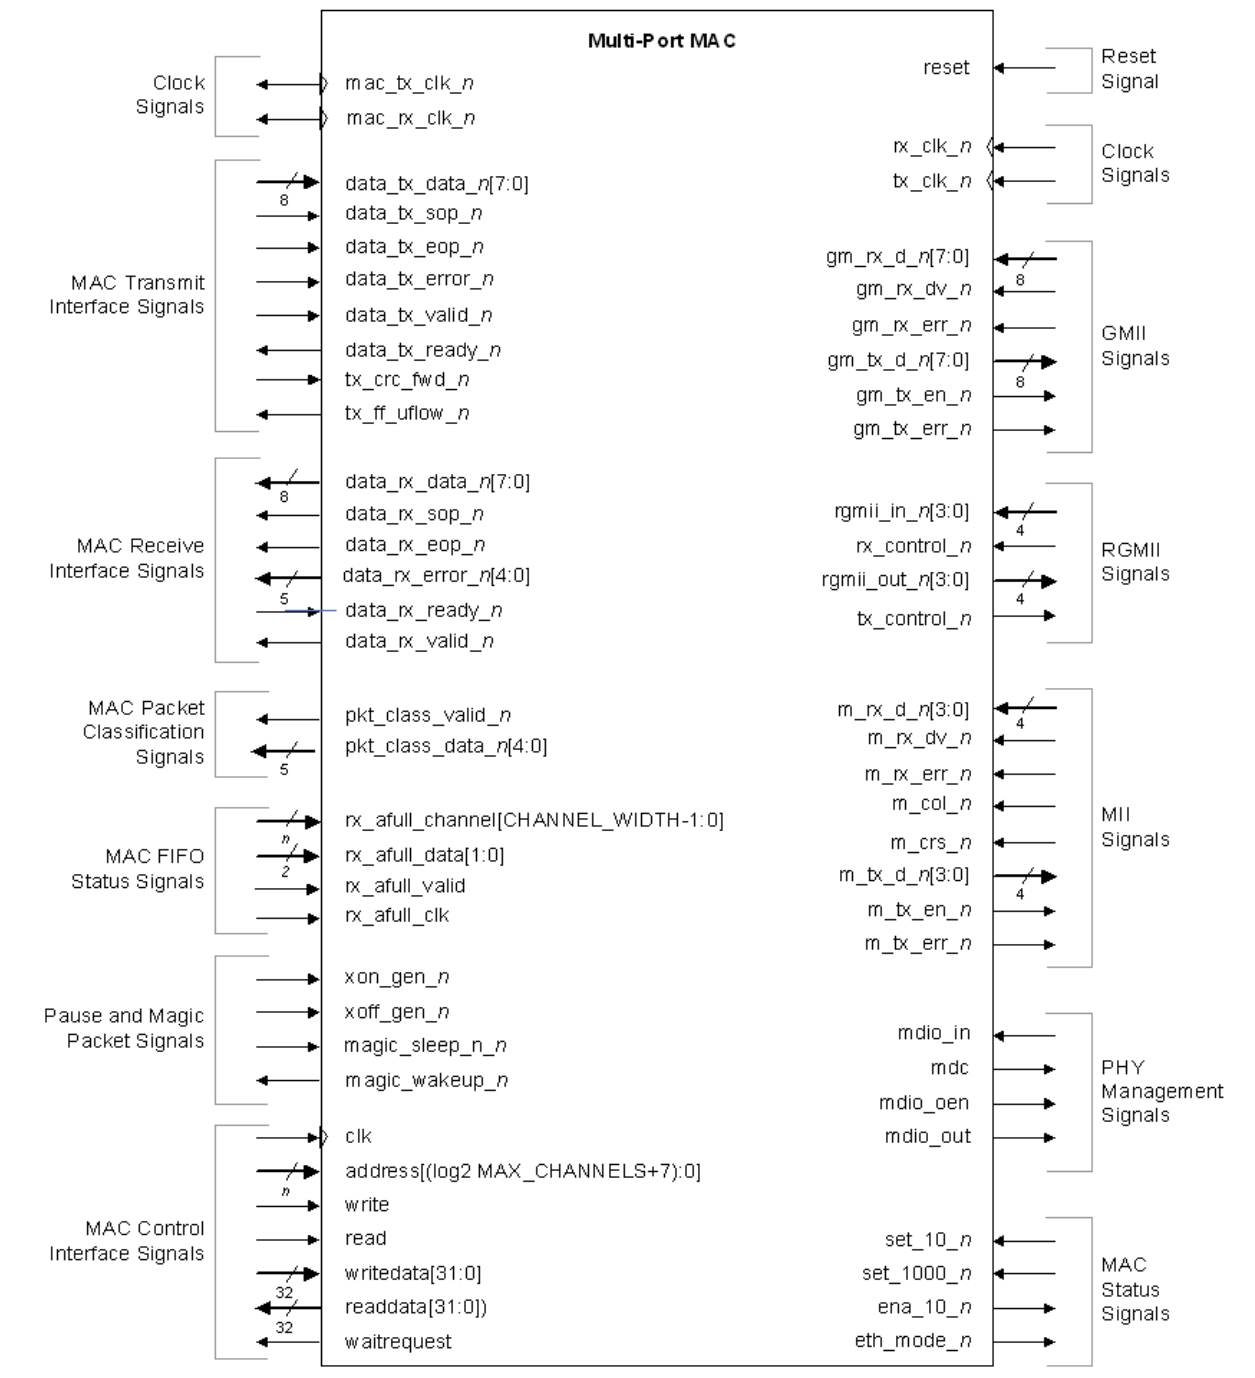 Multi-Port MAC
Clock
Signals
mac_tx_clk_n
mac_rx_clk_n
MAC Transmit
Interface Signals
8
data_tx_data_n[7:0]
data_tx_sop_n
data_tx_eop_n
data_tx_error_n
data_tx_valid_n
data_tx_ready_n
tx_crc_fwd_n
tx_ff_uflow_n
MAC Receive
Interface Signals
8
data_rx_data_n[7:0]
data_rx_sop_n
data_rx_eop_n
5
data_rx_error_n[4:0]
data_rx_ready_n
data_rx_valid_n
MAC Packet
Classification
Signals
pkt_class_valid_n
5
pkt_class_data_n[4:0]
MAC FIFO
Status Signals
n
rx_afull_channel[CHANNEL_WIDTH-1:0]
2
rx_afull_data[1:0]
rx_afull_valid
rx_afull_clk
Pause and Magic
Packet Signals
xon_gen_n
xoff_gen_n
magic_sleep_n_n
magic_wakeup_n
MAC Control
Interface Signals
clk
n
address[(log2 MAX_CHANNELS+7):0]
write
read
32
writedata[31:0]
32
readdata[31:0])
waitrequest
reset
Reset
Signal
rx_clk_n
tx_clk_n
Clock
Signals
gm_rx_d_n[7:0]
8
gm_rx_dv_n
gm_rx_err_n
gm_tx_d_n[7:0]
8
gm_tx_en_n
gm_tx_err_n
GMII
Signals
rgmii_in_n[3:0]
4
rx_control_n
rgmii_out_n[3:0]
4
tx_control_n
RGMII
Signals
m_rx_d_n[3:0]
4
m_rx_dv_n
m_rx_err_n
m_col_n
m_crs_n
m_tx_d_n[3:0]
4
m_tx_en_n
m_tx_err_n
MII
Signals
mdio_in
mdc
mdio_oen
mdio_out
PHY
Management
Signals
set_10_n
set_1000_n
ena_10_n
eth_mode_n
MAC
Status
Signals